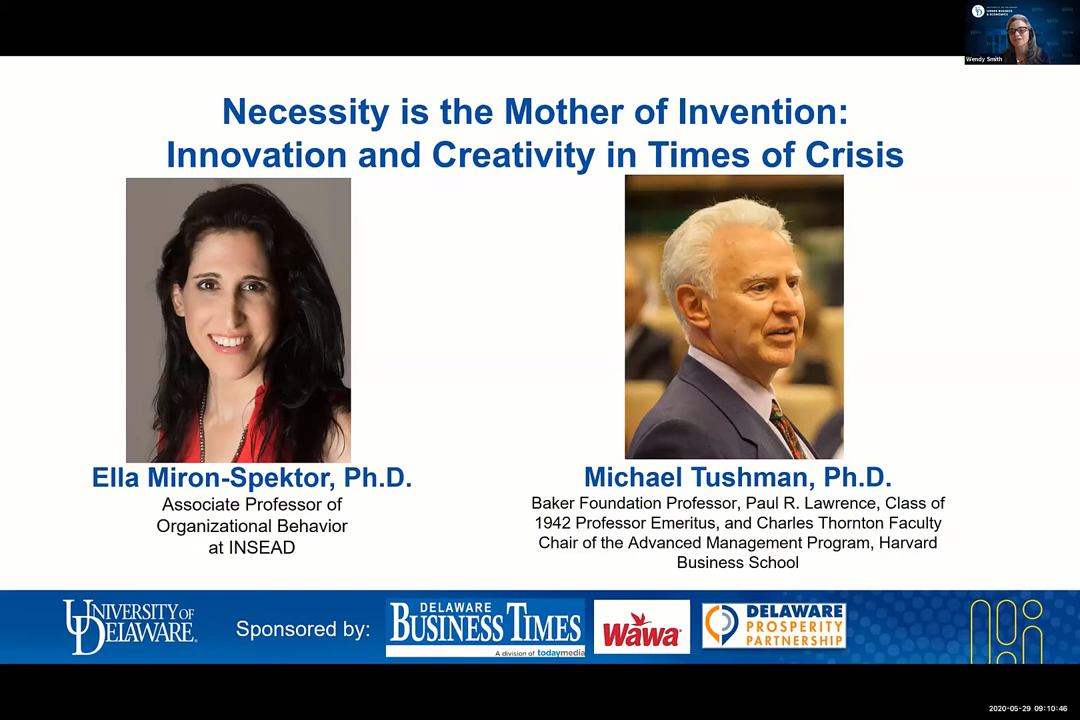 Necessity is the Mother of Invention:
Innovation and Creativity in Times of Crisis
Wendy Smith
Ella Miron-Spektor, Ph.D.
Associate Professor of
Organizational Behavior
at INSEAD
Michael Tushman, Ph.D.
Baker Foundation Professor, Paul R. Lawrence, Class of
1942 Professor Emeritus, and Charles Thornton Faculty
Chair of the Advanced Management Program, Harvard
Business School
UNIVERSITY OF
DELAWARE
Sponsored by:
DELAWARE
BUSINESS TIMES
A division of todaymedia
Wawa
DELAWARE
PROSPERITY
PARTNERSHIP
2020-05-29 09:10:46